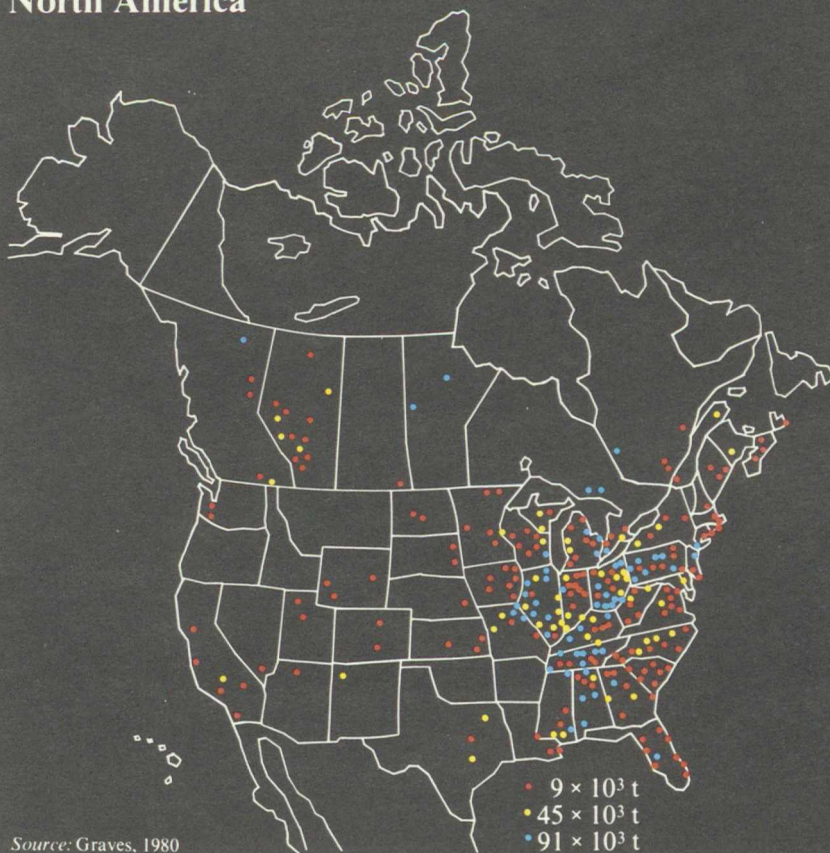 North America
9 × 10³ t
45 × 10³ t
91 × 10³ t
Source: Graves, 1980